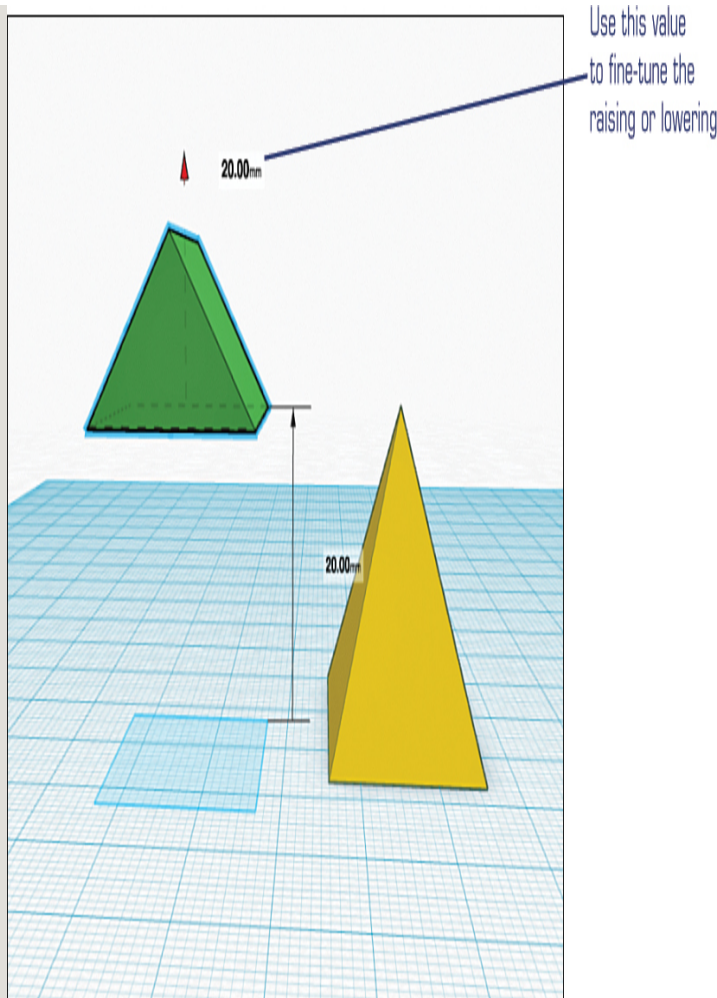 Use this value
to fine-tune the
raising or lowering
20.00mm
20.00mm